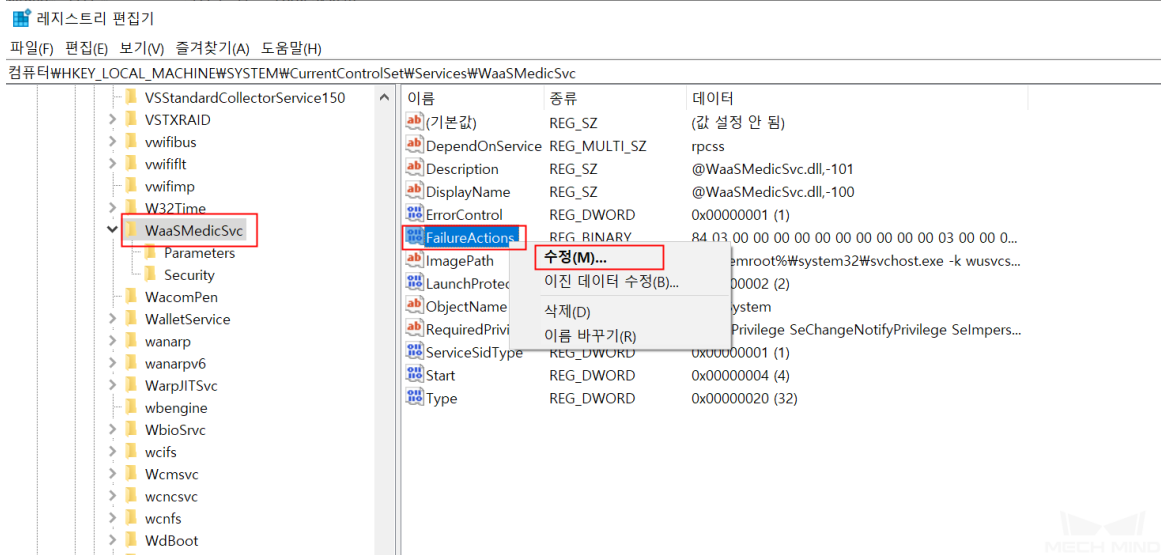 레지스트리 편집기
파일(F) 편집(E) 보기(V) 즐겨찾기(A) 도움말(H)
컴퓨터₩HKEY_LOCAL_MACHINE₩SYSTEM₩CurrentControlSet₩Services₩WaaSMedicSvc
VSStandardCollectorService150
VSTXRAID
vwifibus
vwififlt
vwifimp
W32Time
WaaSMedicSvc
Parameters
Security
WacomPen
WalletService
wanarp
wanarpv6
WarpJITSvc
wbengine
WbioSrvc
wcifs
Wcmsvc
wcncsvc
wcnfs
WdBoot
이름 종류 데이터
(기본값) REG_SZ (값 설정 안 됨)
DependOnService REG_MULTI_SZ rpcss
Description REG_SZ @WaaSMedicSvc.dll,-101
DisplayName REG_SZ @WaaSMedicSvc.dll,-100
ErrorControl REG_DWORD 0x00000001 (1)
FailureActions REG_BINARY 84 03 00 00 00 00 00 00 00 00 00 00 03 00 00 0...
ImagePath emroot%₩system32₩svchost.exe -k wusvcs...
LaunchProtec 00002 (2)
ObjectName ystem
RequiredPrivi Privilege SeChangeNotifyPrivilege SeImpers...
ServiceSidType REG_DWORD 0x00000001 (1)
Start REG_DWORD 0x00000004 (4)
Type REG_DWORD 0x00000020 (32)
수정(M)...
이진 데이터 수정(B)...
삭제(D)
이름 바꾸기(R)
MECH MIND